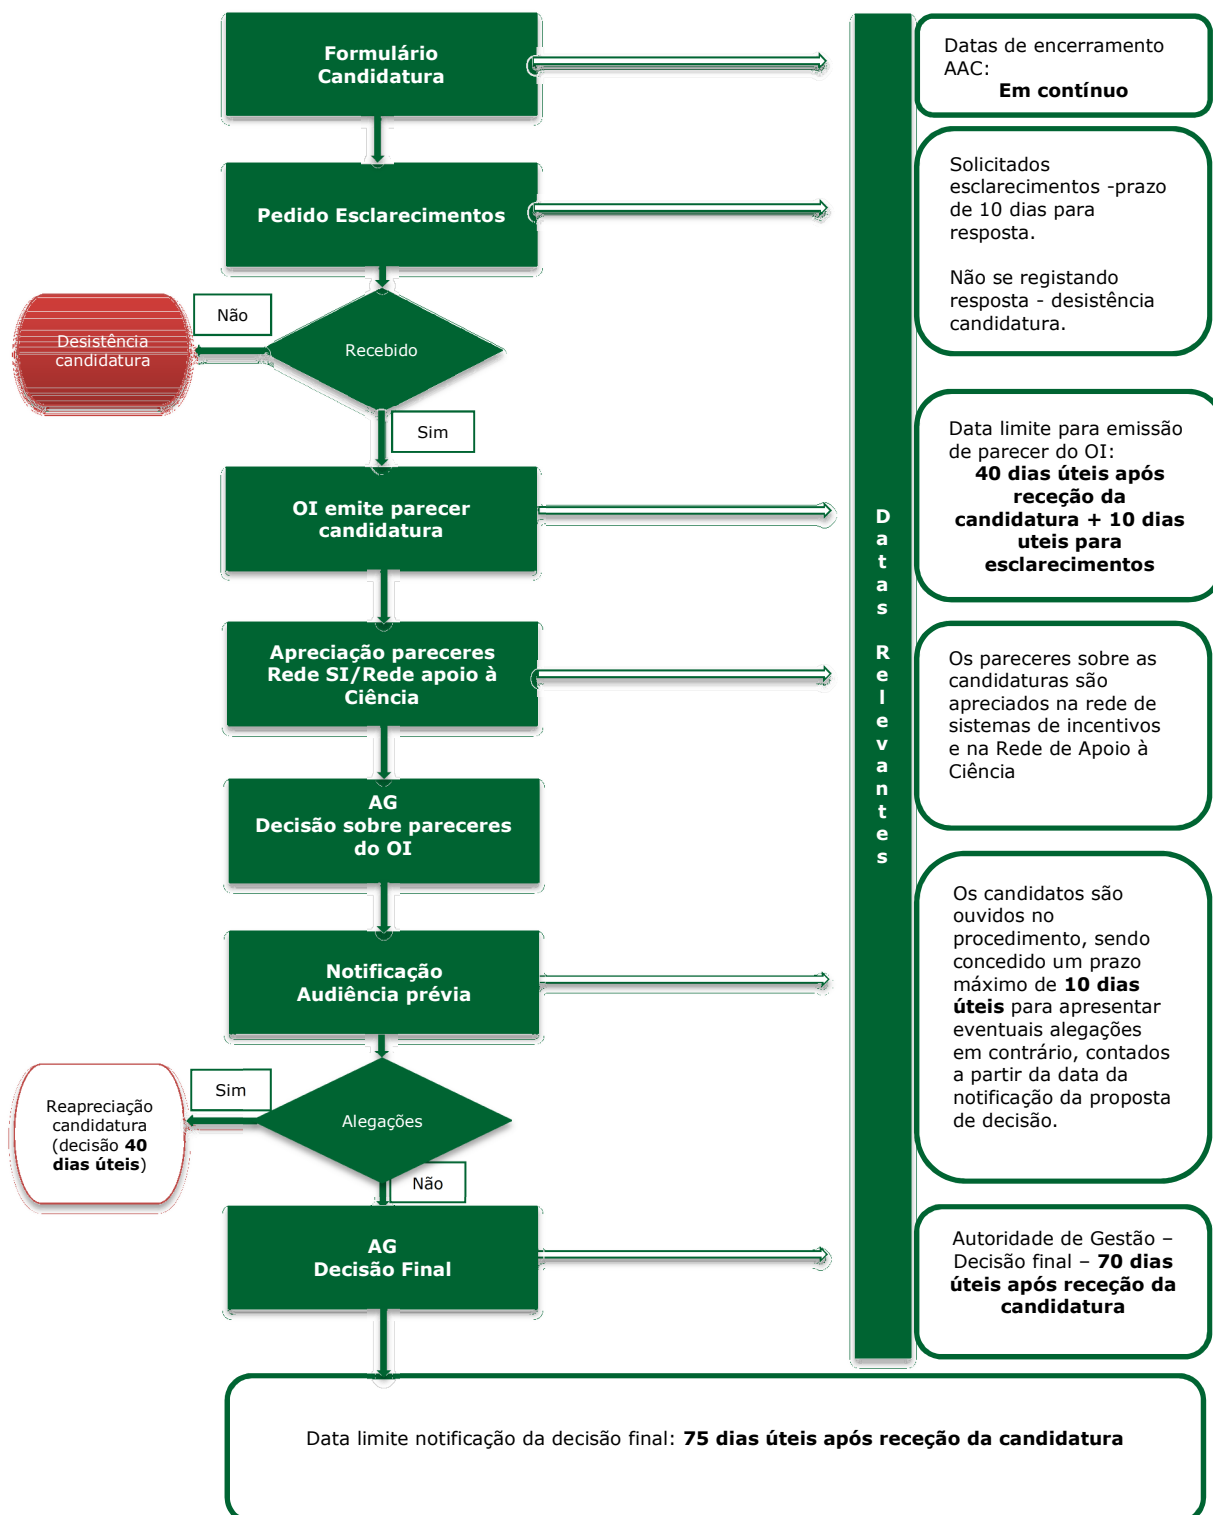 Formulário
Candidatura
Datas de encerramento
AAC:
Em contínuo
Pedido Esclarecimentos
Solicitados
esclarecimentos -prazo
de 10 dias para
resposta.
Não se registando
resposta - desistência
candidatura.
Não
Desistência
candidatura
Recebido
Sim
OI emite parecer
candidatura
Data limite para emissão
de parecer do OI:
40 dias úteis após
receção da
candidatura + 10 dias
uteis para
esclarecimentos
Datas Relevantes
Apreciação pareceres
Rede SI/Rede apoio à
Ciência
Os pareceres sobre as
candidaturas são
apreciados na rede de
sistemas de incentivos
e na Rede de Apoio à
Ciência
AG
Decisão sobre pareceres
do OI
Notificação
Audiência prévia
Os candidatos são
ouvidos no
procedimento, sendo
concedido um prazo
máximo de 10 dias
úteis para apresentar
eventuais alegações
em contrário, contados
a partir da data da
notificação da proposta
de decisão.
Sim
Reapreciação
candidatura
(decisão 40
dias úteis)
Alegações
Não
AG
Decisão Final
Autoridade de Gestão –
Decisão final – 70 dias
úteis após receção da
candidatura
Data limite notificação da decisão final: 75 dias úteis após receção da candidatura